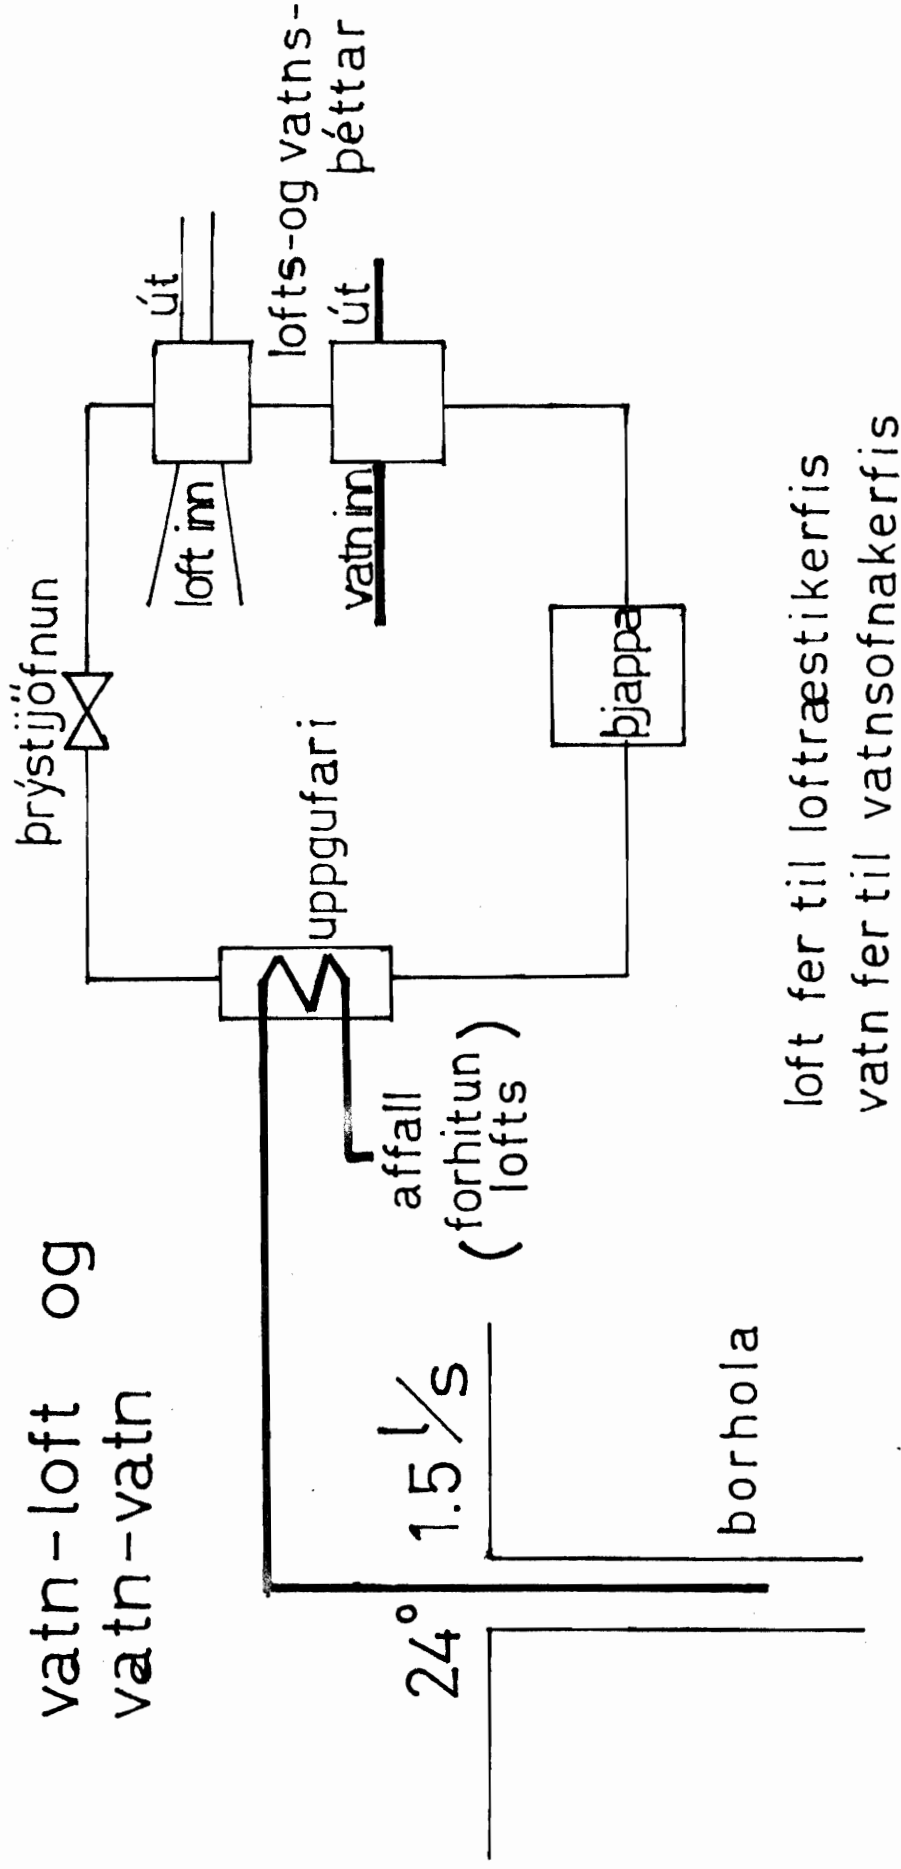 vatn-loft og
vatn-vatn
þrýstijöfnun
loft inn
út
lofts-og vatns-
þéttar
vatn inn
út
uppgufari
affall
(forhitun
lofts)
24° 1.5 l/s
þjappa
borhola
loft fer til loftræstikerfis
vatn fer til vatnsofnakerfis